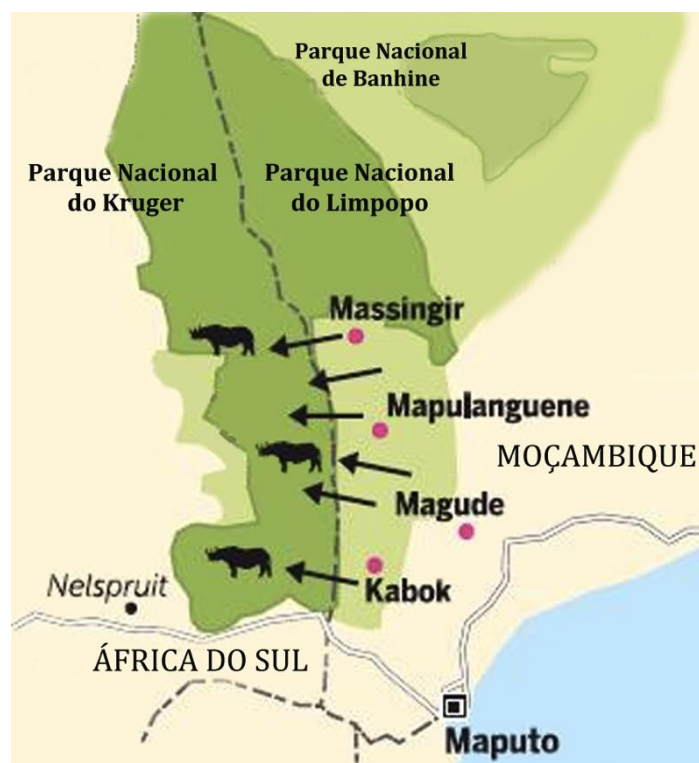 Parque Nacional
de Banhine
Parque Nacional
do Kruger
Parque Nacional
do Limpopo
Massingir
Mapulanguene
MOÇAMBIQUE
Magude
Nelspruit
Kabok
ÁFRICA DO SUL
Maputo